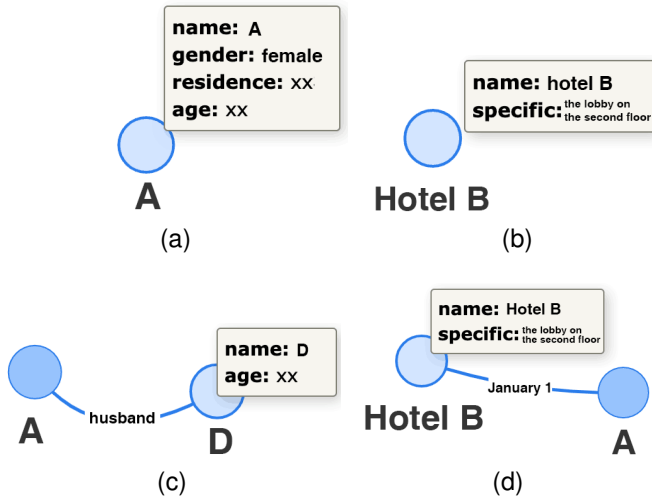 name: A
gender: female
residence: xx
age: xx
A
(a)
name: hotel B
specific: the lobby on
the second floor
Hotel B
(b)
name: D
age: xx
A
husband
D
(c)
name: Hotel B
specific: the lobby on
the second floor
January 1
Hotel B
A
(d)